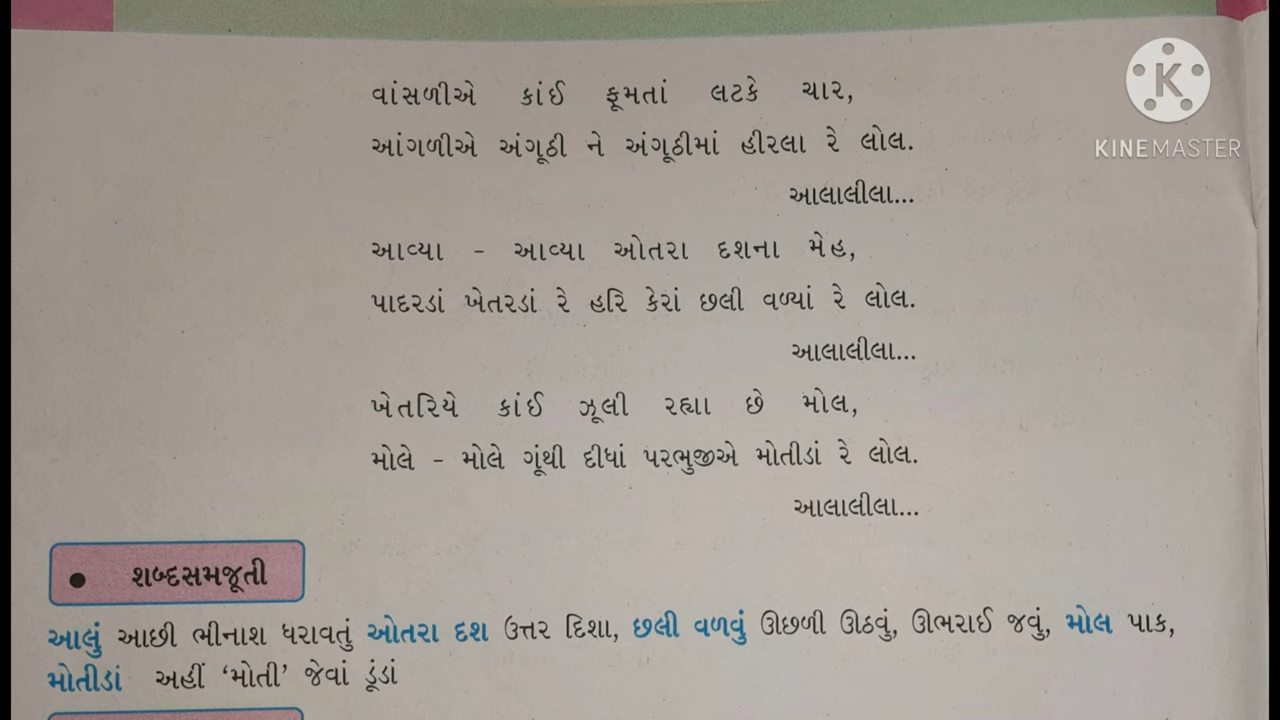 વાંસળીએ કાંઈ ફૂમતાં લટકે ચાર,
આંગળીએ અંગૂઠી ને અંગૂઠીમાં હીરલા રે લોલ.
આલાલીલા...
આવ્યા - આવ્યા ઓતરા દશના મેહ,
પાદરડાં ખેતરડાં રે હરિ કેરાં છલી વળ્યાં રે લોલ.
આલાલીલા...
ખેતરિયે કાંઈ ઝૂલી રહ્યા છે મોલ,
મોલે - મોલે ગૂંથી દીધાં પરભુજીએ મોતીડાં રે લોલ.
આલાલીલા...
• શબ્દસમજૂતી
આલું આછી ભીનાશ ધરાવતું ઓતરા દશ ઉત્તર દિશા, છલી વળવું ઊછળી ઊઠવું, ઊભરાઈ જવું, મોલ પાક,
મોતીડાં અહીં ‘મોતી’ જેવાં ડૂંડાં
K
KINEMASTER